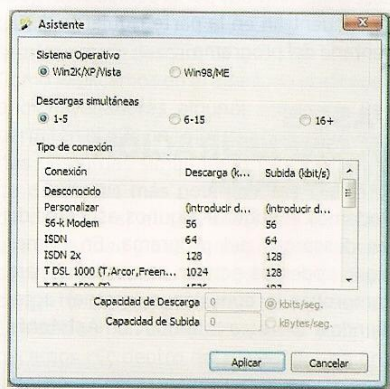 Asistente
Sistema Operativo
Win2K/XP/Vista Win98/ME
Descargas simultáneas
1-5 6-15 16+
Tipo de conexión
Conexión Descarga (k... Subida (kbit/s)
Desconocido
Personalizar (introducir d... (introducir d...
56-k Modem 56 56
ISDN 64 64
ISDN 2x 128 128
T DSL 1000 (T,Arcor,Freen... 1024 128
Capacidad de Descarga 0 kbits/seg.
Capacidad de Subida 0 kBytes/seg.
Aplicar Cancelar